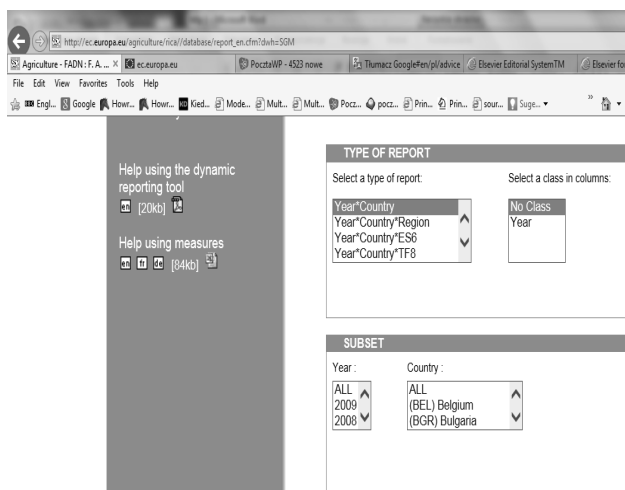 http://ec.europa.eu/agriculture/rica//database/report_en.cfm?dwh=SGM
Agriculture - FADN : F. A. ... × ec.europa.eu PocztaWP - 4523 nowe Tłumacz Google#en/pl/advice Elsevier Editorial SystemTM Elsevier for
File Edit View Favorites Tools Help
Engl... Google Howr... Howr... Kied... Mode... Mult... Mult... Pocz... pocz... Prin... Prin... sour... Suge... »
TYPE OF REPORT
Help using the dynamic
reporting tool
en [20kb]
Help using measures
en fr de [84kb]
Select a type of report: Select a class in columns:
Year*Country No Class
Year*Country*Region Year
Year*Country*ES6
Year*Country*TF8
SUBSET
Year : Country :
ALL ALL
2009 (BEL) Belgium
2008 (BGR) Bulgaria